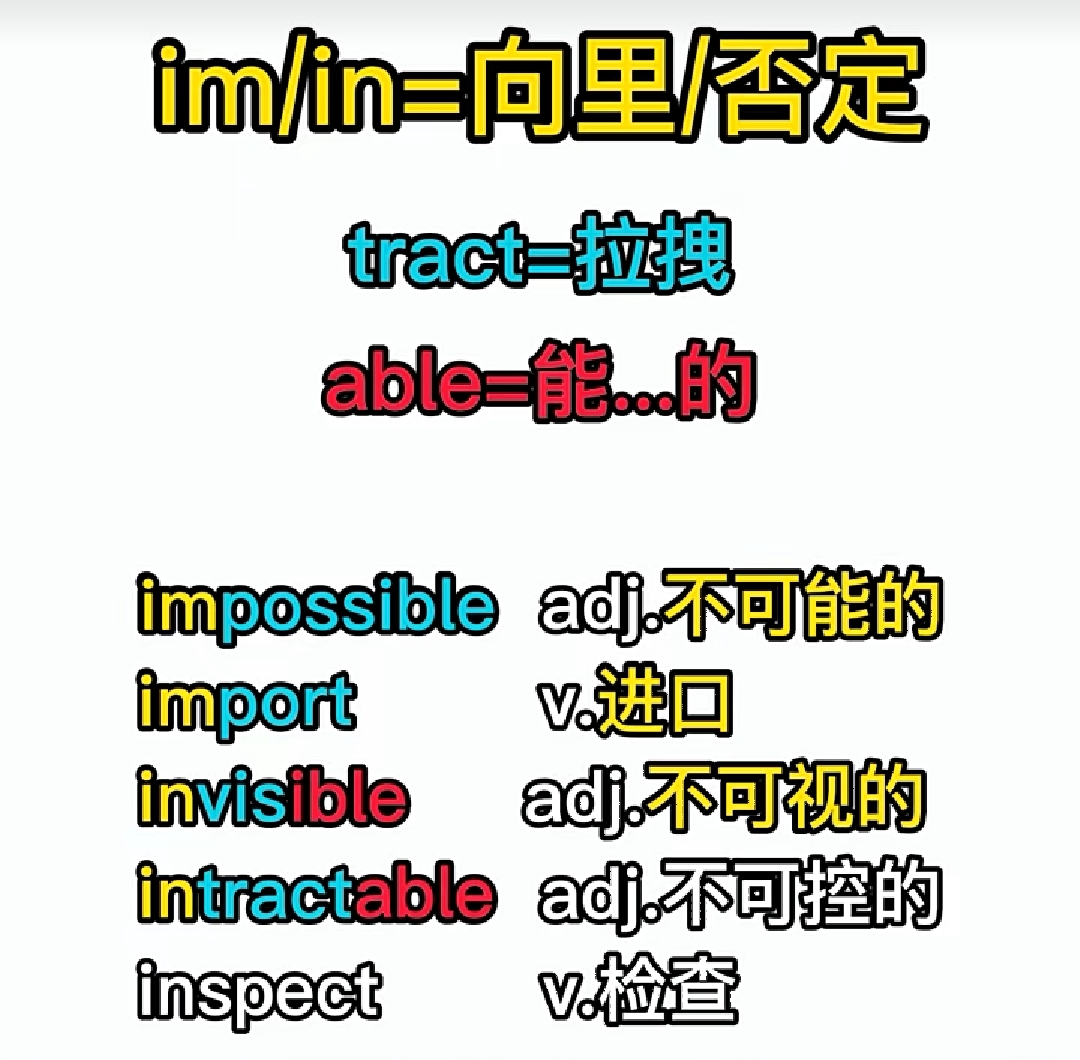 im/in=向里/否定
tract=拉拽
able=能...的
impossible adj.不可能的
import v.进口
invisible adj.不可视的
intractable adj.不可控的
inspect v.检查